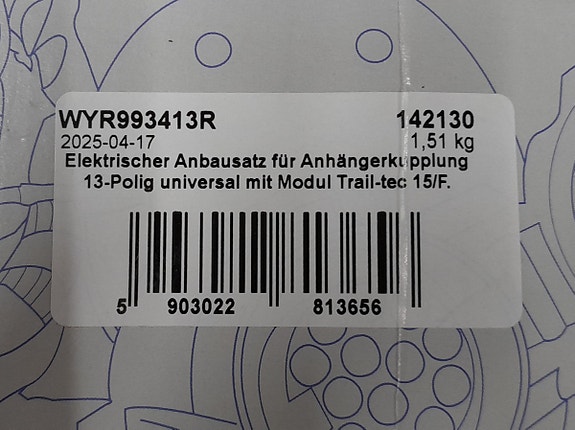 WYR993413R 142130
2025-04-17 1,51 kg
Elektrischer Anbausatz für Anhängerkupplung
13-Polig universal mit Modul Trail-tec 15/F.
5 903022 813656